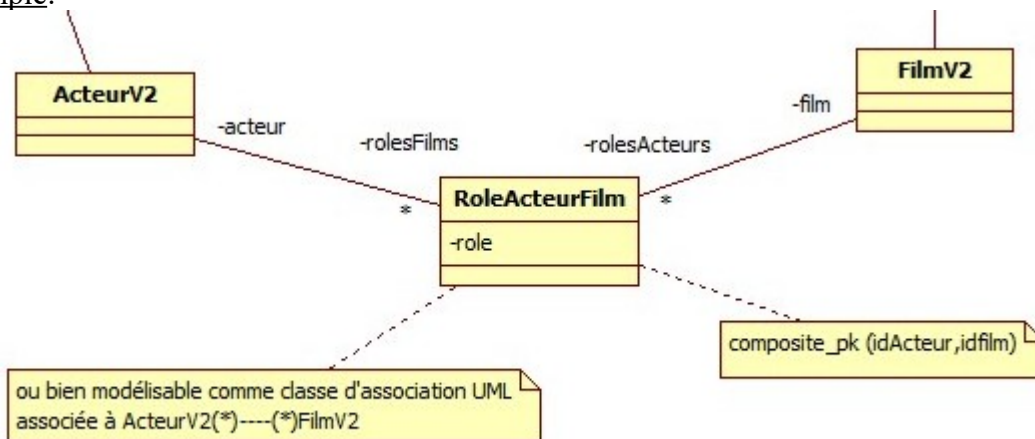 FilmV2
ActeurV2
-film
-acteur
-rolesFilms
-rolesActeurs
*
RoleActeurFilm
*
-role
composite_pk (idActeur,idfilm)
ou bien modélisable comme classe d'association UML
associée à ActeurV2(*)----(*)FilmV2